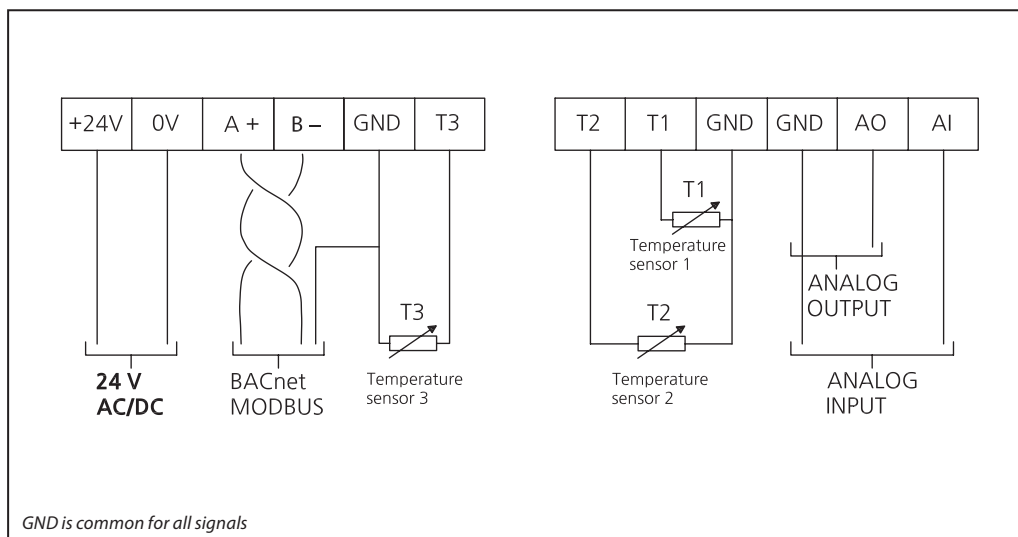 +24V 0V A + B – GND T3
T2 T1 GND GND AO AI
T1
Temperature
sensor 1
ANALOG
OUTPUT
T3
T2
24 V
AC/DC
BACnet
MODBUS
Temperature
sensor 3
Temperature
sensor 2
ANALOG
INPUT
GND is common for all signals